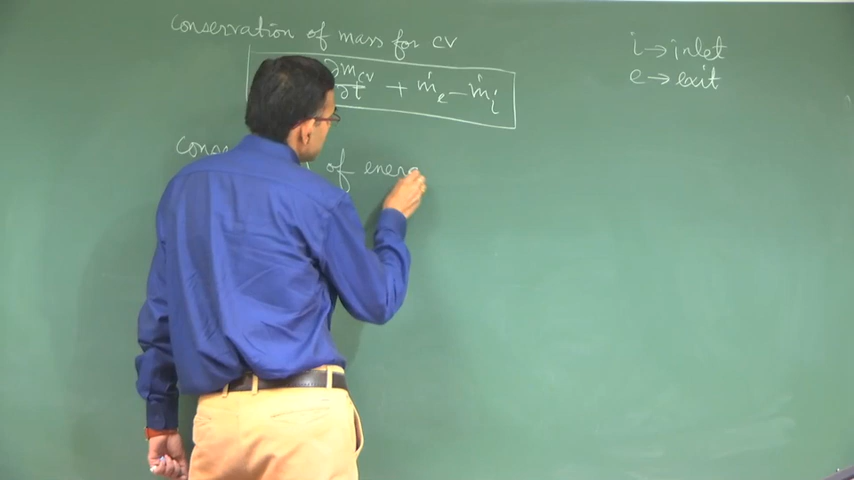 conservation of mass for CV
∂m_CV/∂t + ṁ_e − ṁ_i
of energ
i → inlet
e → exit